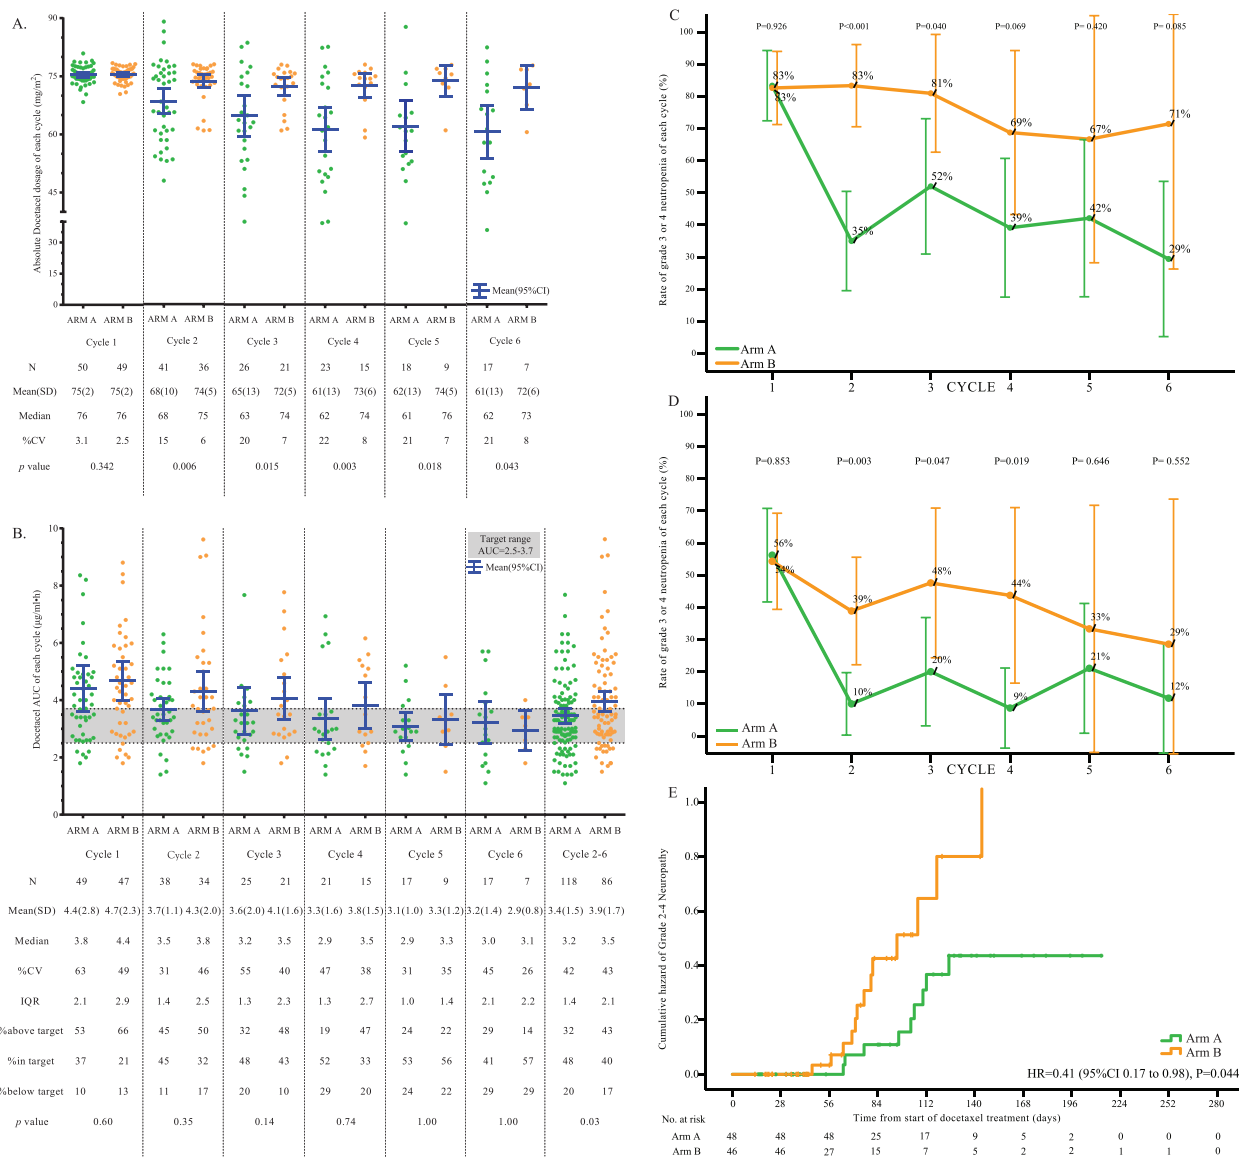 A.
Absolute Docetacel dosage of each cycle (mg/m²)
90
75
60
45
30
15
0
Mean(95%CI)
ARM A ARM B ARM A ARM B ARM A ARM B ARM A ARM B ARM A ARM B ARM A ARM B
Cycle 1 Cycle 2 Cycle 3 Cycle 4 Cycle 5 Cycle 6
N 50 49 41 36 26 21 23 15 18 9 17 7
Mean(SD) 75(2) 75(2) 68(10) 74(5) 65(13) 72(5) 61(13) 73(6) 62(13) 74(5) 61(13) 72(6)
Median 76 76 68 75 63 74 62 74 61 76 62 73
%CV 3.1 2.5 15 6 20 7 22 8 21 7 21 8
p value 0.342 0.006 0.015 0.003 0.018 0.043
B.
Docetacel AUC of each cycle (μg/ml•h)
10
8
6
4
2
0
Target range
AUC=2.5-3.7
Mean(95%CI)
ARM A ARM B ARM A ARM B ARM A ARM B ARM A ARM B ARM A ARM B ARM A ARM B ARM A ARM B
Cycle 1 Cycle 2 Cycle 3 Cycle 4 Cycle 5 Cycle 6 Cycle 2-6
N 49 47 38 34 25 21 21 15 17 9 17 7 118 86
Mean(SD) 4.4(2.8) 4.7(2.3) 3.7(1.1) 4.3(2.0) 3.6(2.0) 4.1(1.6) 3.3(1.6) 3.8(1.5) 3.1(1.0) 3.3(1.2) 3.2(1.4) 2.9(0.8) 3.4(1.5) 3.9(1.7)
Median 3.8 4.4 3.5 3.8 3.2 3.5 2.9 3.5 2.9 3.3 3.0 3.1 3.2 3.5
%CV 63 49 31 46 55 40 47 38 31 35 45 26 42 43
IQR 2.1 2.9 1.4 2.5 1.3 2.3 1.3 2.7 1.0 1.4 2.1 2.2 1.4 2.1
%above target 53 66 45 50 32 48 19 47 24 22 29 14 32 43
%in target 37 21 45 32 48 43 52 33 53 56 41 57 48 40
%below target 10 13 11 17 20 10 29 20 24 22 29 29 20 17
p value 0.60 0.35 0.14 0.74 1.00 1.00 0.03
C
Rate of grade 3 or 4 neutropenia of each cycle (%)
P=0.926 P<0.001 P=0.040 P=0.069 P= 0.420 P= 0.085
100
90
80
70
60
50
40
30
20
10
0
83% 83% 81% 69% 67% 71%
83% 35% 52% 39% 42% 29%
Arm A
Arm B
1 2 3 4 5 6
CYCLE
D
Rate of grade 3 or 4 neutropenia of each cycle (%)
P=0.853 P=0.003 P=0.047 P=0.019 P= 0.646 P= 0.552
100
90
80
70
60
50
40
30
20
10
0
56% 10% 20% 9% 21% 12%
54% 39% 48% 44% 33% 29%
Arm A
Arm B
1 2 3 4 5 6
CYCLE
E
Cumulative hazard of Grade 2-4 Neuropathy
1.0
0.8
0.6
0.4
0.2
0.0
Arm A
Arm B
HR=0.41 (95%CI 0.17 to 0.98), P=0.044
0 28 56 84 112 140 168 196 224 252 280
No. at risk Time from start of docetaxel treatment (days)
Arm A 48 48 48 25 17 9 5 2 0 0 0
Arm B 46 46 27 15 7 5 2 2 1 1 0